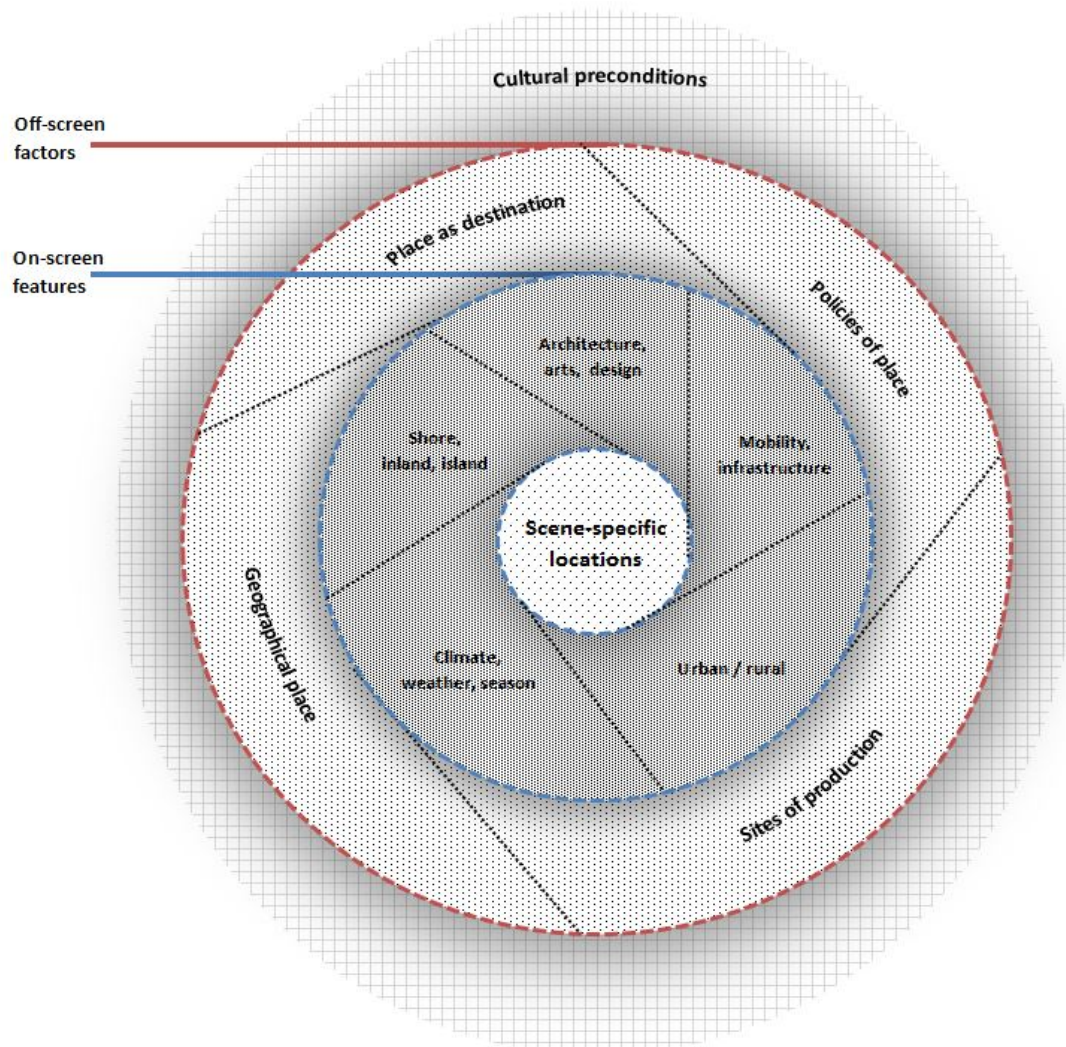 Cultural preconditions
Off-screen
factors
Place as destination
On-screen
features
Policies of place
Architecture,
arts, design
Shore,
inland, island
Mobility,
infrastructure
Scene-specific
locations
Geographical place
Climate,
weather, season
Urban / rural
Sites of production